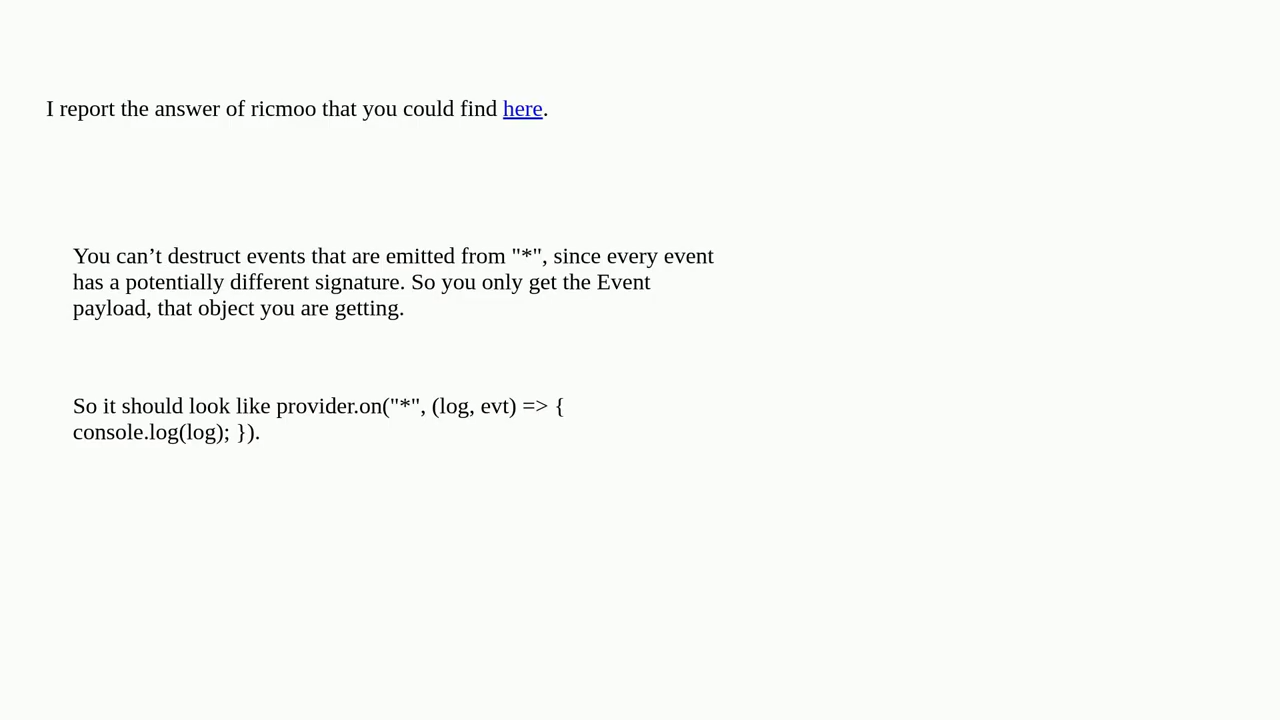 I report the answer of ricmoo that you could find here.
You can’t destruct events that are emitted from "*", since every event
has a potentially different signature. So you only get the Event
payload, that object you are getting.
So it should look like provider.on("*", (log, evt) => {
console.log(log); }).